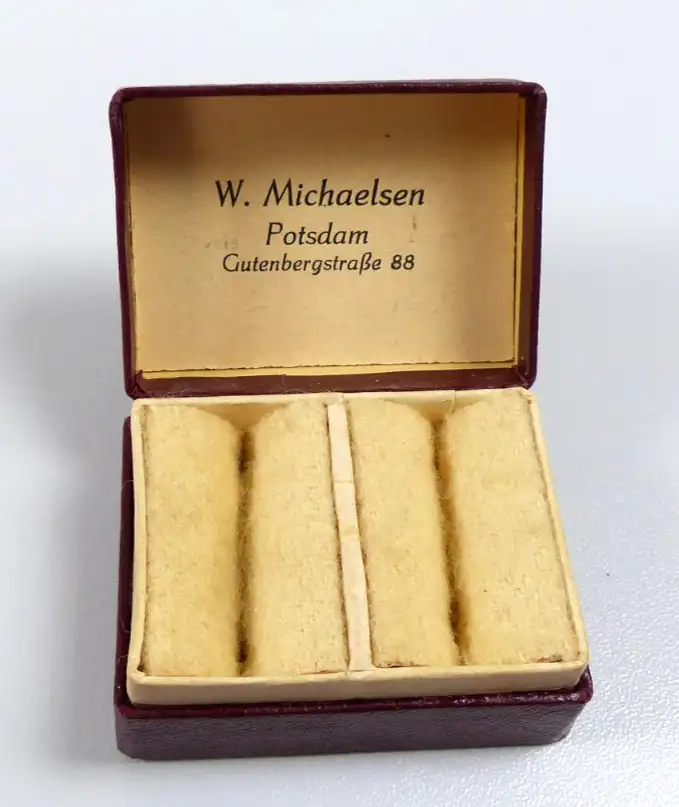 W. Michaelsen
Potsdam
Gutenbergstraße 88